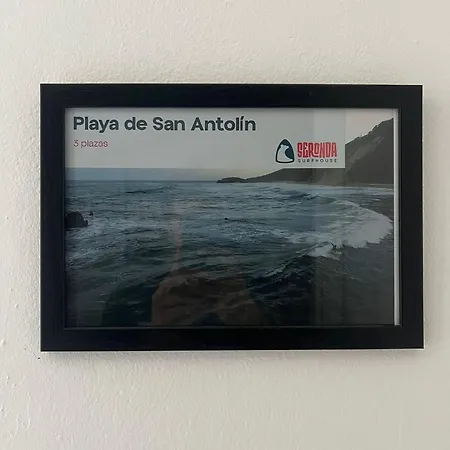 Playa de San Antolín
3 plazas
SERONDA
SURFHOUSE